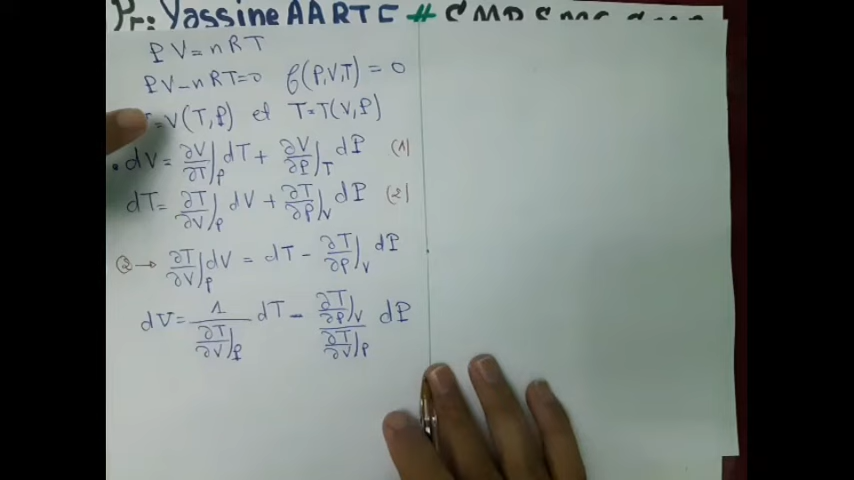 Pr: Yassine AARTE #
PV = nRT
PV - nRT = 0 f(P,V,T) = 0
= V(T,P) et T = T(V,P)
• dV = ∂V/∂T|P dT + ∂V/∂P|T dP (1)
dT = ∂T/∂V|P dV + ∂T/∂P|V dP (2)
② → ∂T/∂V|P dV = dT - ∂T/∂P|V dP
dV = 1/(∂T/∂V|P) dT - (∂T/∂P|V)/(∂T/∂V|P) dP